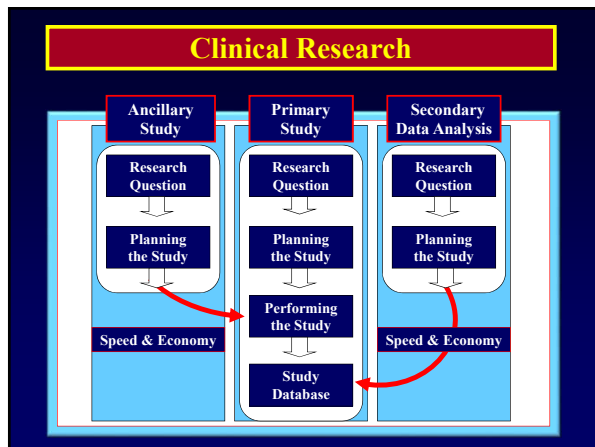 Clinical Research
Ancillary
Study
Research
Question
Planning
the Study
Speed & Economy
Primary
Study
Research
Question
Planning
the Study
Performing
the Study
Study
Database
Secondary
Data Analysis
Research
Question
Planning
the Study
Speed & Economy